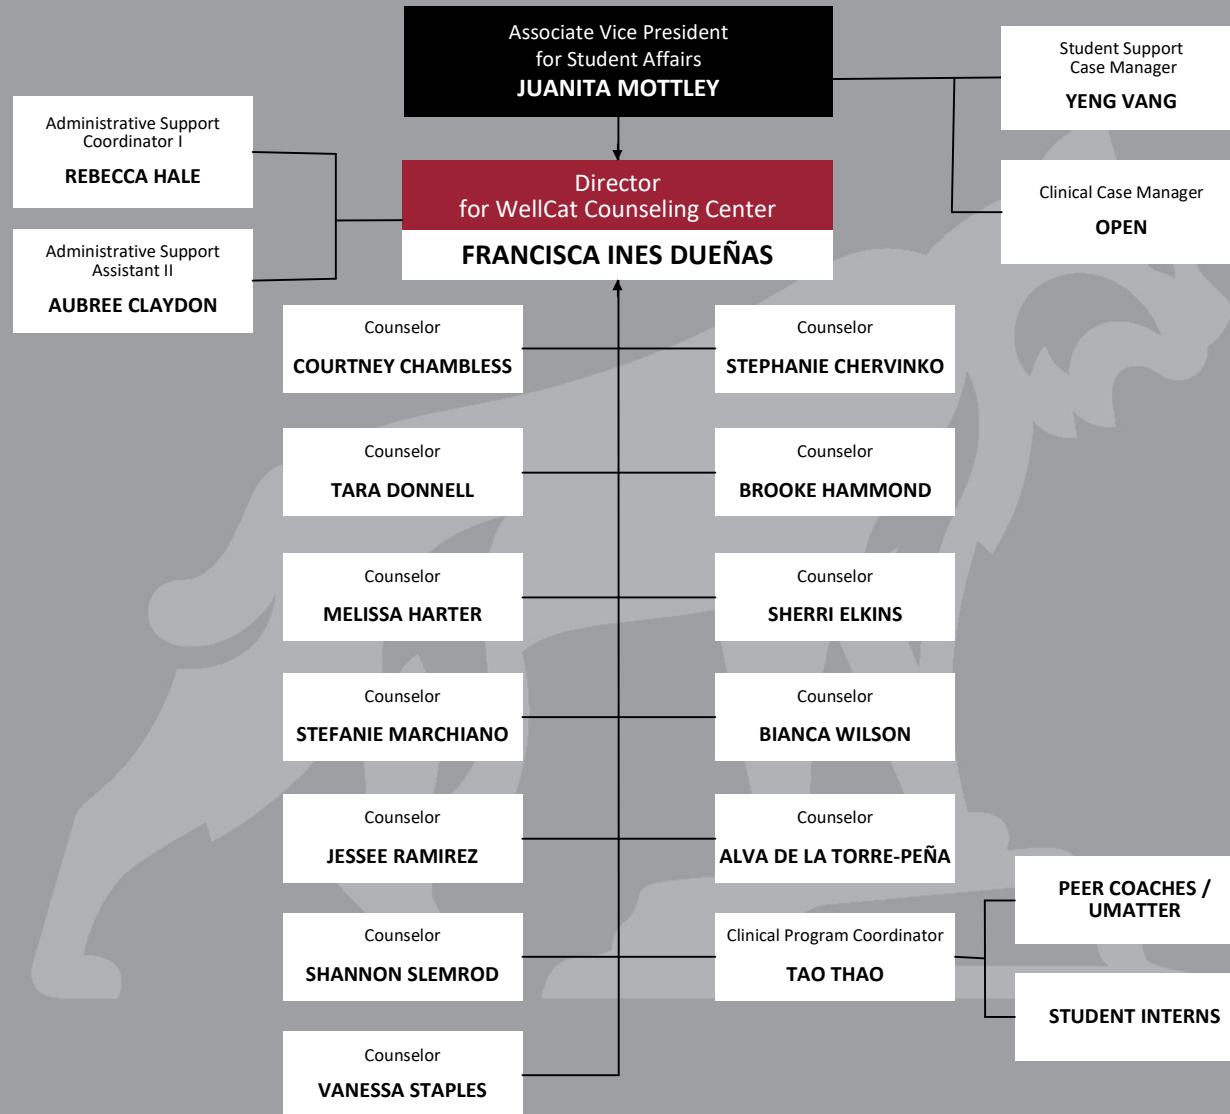 Associate Vice President
for Student Affairs
JUANITA MOTTLEY
Student Support
Case Manager
YENG VANG
Administrative Support
Coordinator I
REBECCA HALE
Director
for WellCat Counseling Center
FRANCISCA INES DUEÑAS
Clinical Case Manager
OPEN
Administrative Support
Assistant II
AUBREE CLAYDON
Counselor
COURTNEY CHAMBLESS
Counselor
STEPHANIE CHERVINKO
Counselor
TARA DONNELL
Counselor
BROOKE HAMMOND
Counselor
MELISSA HARTER
Counselor
SHERRI ELKINS
Counselor
STEFANIE MARCHIANO
Counselor
BIANCA WILSON
Counselor
JESSEE RAMIREZ
Counselor
ALVA DE LA TORRE-PEÑA
PEER COACHES /
UMATTER
Counselor
SHANNON SLEMROD
Clinical Program Coordinator
TAO THAO
STUDENT INTERNS
Counselor
VANESSA STAPLES